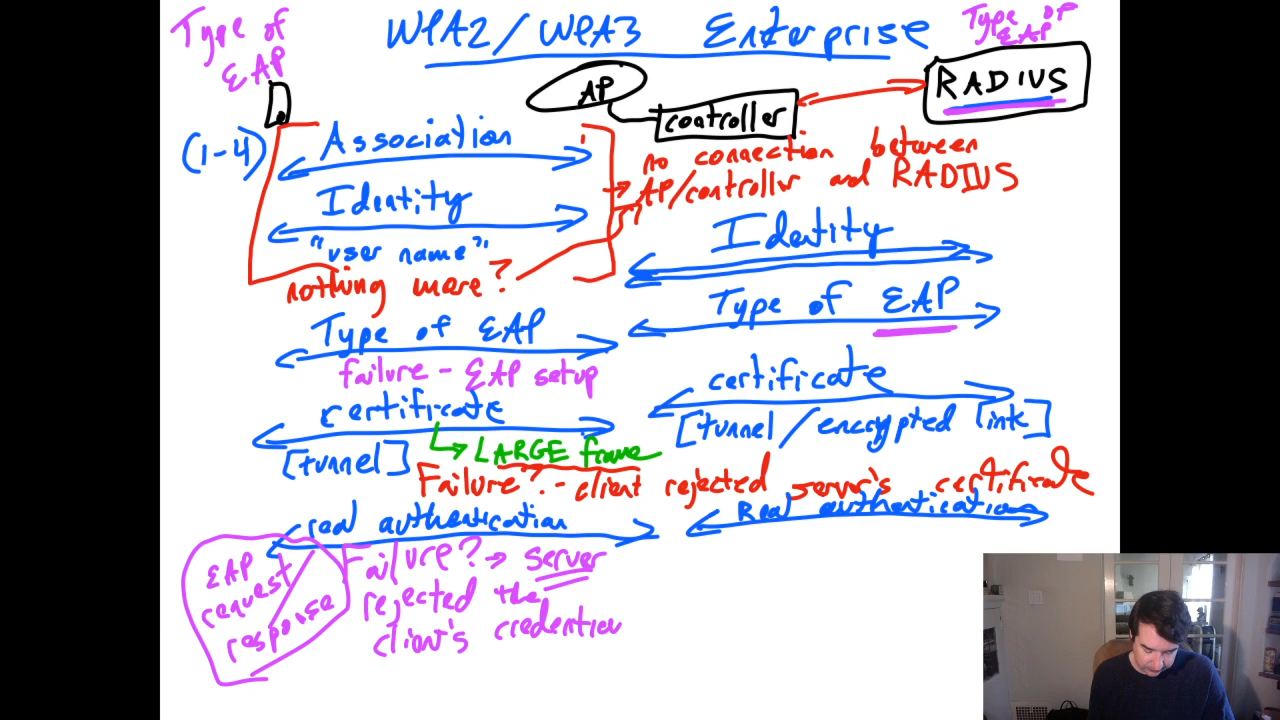 Type of
EAP
WPA2/WPA3 Enterprise
Type of
EAP
AP
controller
RADIUS
(1-4)
Association
no connection between
AP/controller and RADIUS
Identity
"user name"
nothing more?
Identity
Type of EAP
Type of EAP
failure - EAP setup
certificate
certificate
[tunnel]
[tunnel/encrypted link]
LARGE frame
Failure? - client rejected server's certificate
real authentication
Real authentication
EAP
request
response
Failure? → server
rejected the
client's